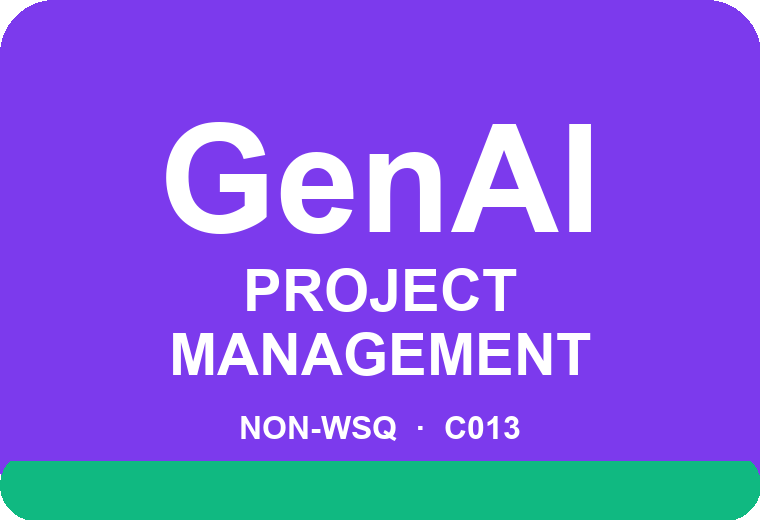 GenAI
PROJECT
MANAGEMENT
NON-WSQ · C013